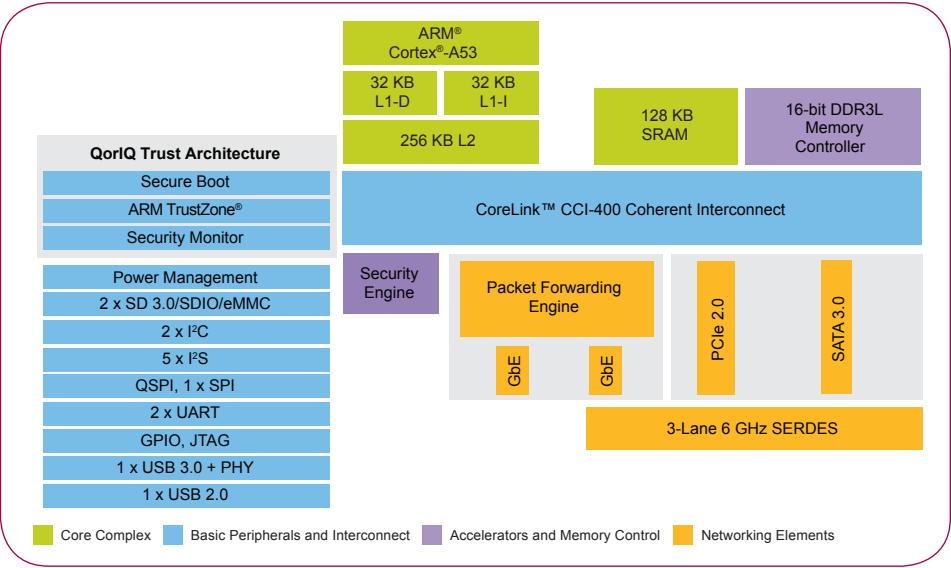 ARM®
Cortex®-A53
32 KB
L1-D
32 KB
L1-I
256 KB L2
128 KB
SRAM
16-bit DDR3L
Memory
Controller
QorIQ Trust Architecture
Secure Boot
ARM TrustZone®
Security Monitor
CoreLink™ CCI-400 Coherent Interconnect
Power Management
2 x SD 3.0/SDIO/eMMC
2 x I²C
5 x I²S
QSPI, 1 x SPI
2 x UART
GPIO, JTAG
1 x USB 3.0 + PHY
1 x USB 2.0
Security
Engine
Packet Forwarding
Engine
GbE
GbE
PCIe 2.0
SATA 3.0
3-Lane 6 GHz SERDES
Core Complex
Basic Peripherals and Interconnect
Accelerators and Memory Control
Networking Elements